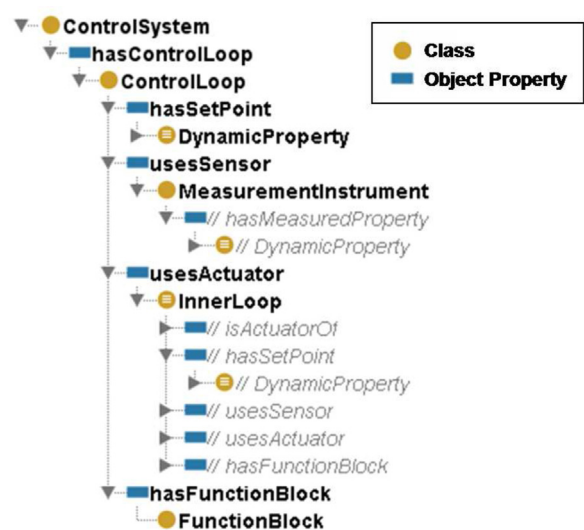 ControlSystem
hasControlLoop
ControlLoop
hasSetPoint
DynamicProperty
usesSensor
MeasurementInstrument
// hasMeasuredProperty
// DynamicProperty
usesActuator
InnerLoop
// isActuatorOf
// hasSetPoint
// DynamicProperty
// usesSensor
// usesActuator
// hasFunctionBlock
hasFunctionBlock
FunctionBlock
Class
Object Property